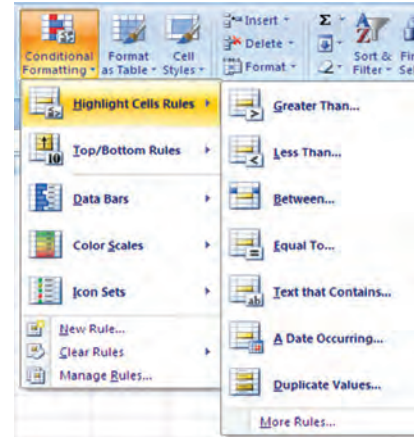 Conditional
Formatting
Format
as Table
Cell
Styles
Insert
Delete
Format
Σ
A
Z
Sort &
Filter
Highlight Cells Rules
Top/Bottom Rules
10
Data Bars
Color Scales
Icon Sets
New Rule...
Clear Rules
Manage Rules...
Greater Than...
Less Than...
Between...
Equal To...
Text that Contains...
ab
A Date Occurring...
Duplicate Values...
More Rules...